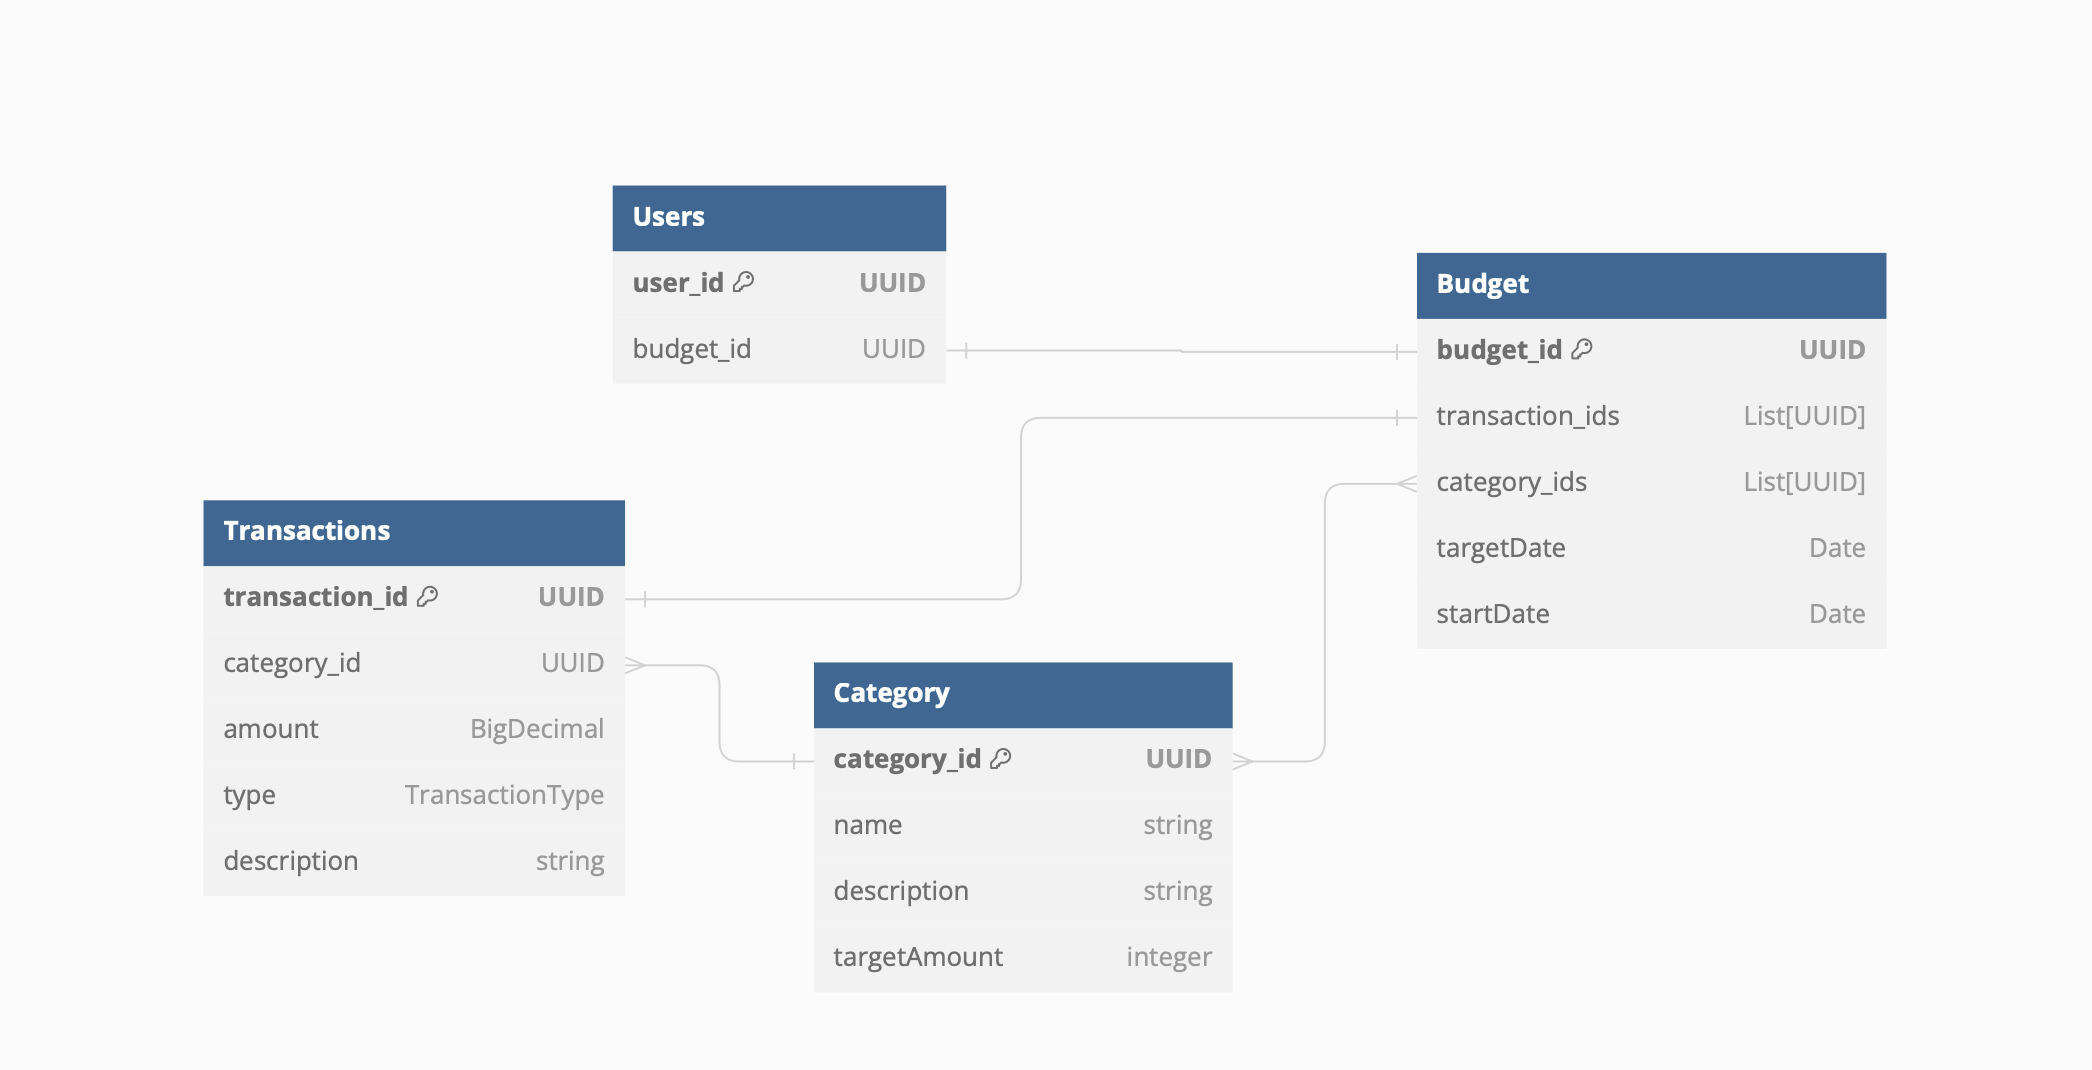 Users
user_id UUID
budget_id UUID
Budget
budget_id UUID
transaction_ids List[UUID]
category_ids List[UUID]
targetDate Date
startDate Date
Transactions
transaction_id UUID
category_id UUID
amount BigDecimal
type TransactionType
description string
Category
category_id UUID
name string
description string
targetAmount integer